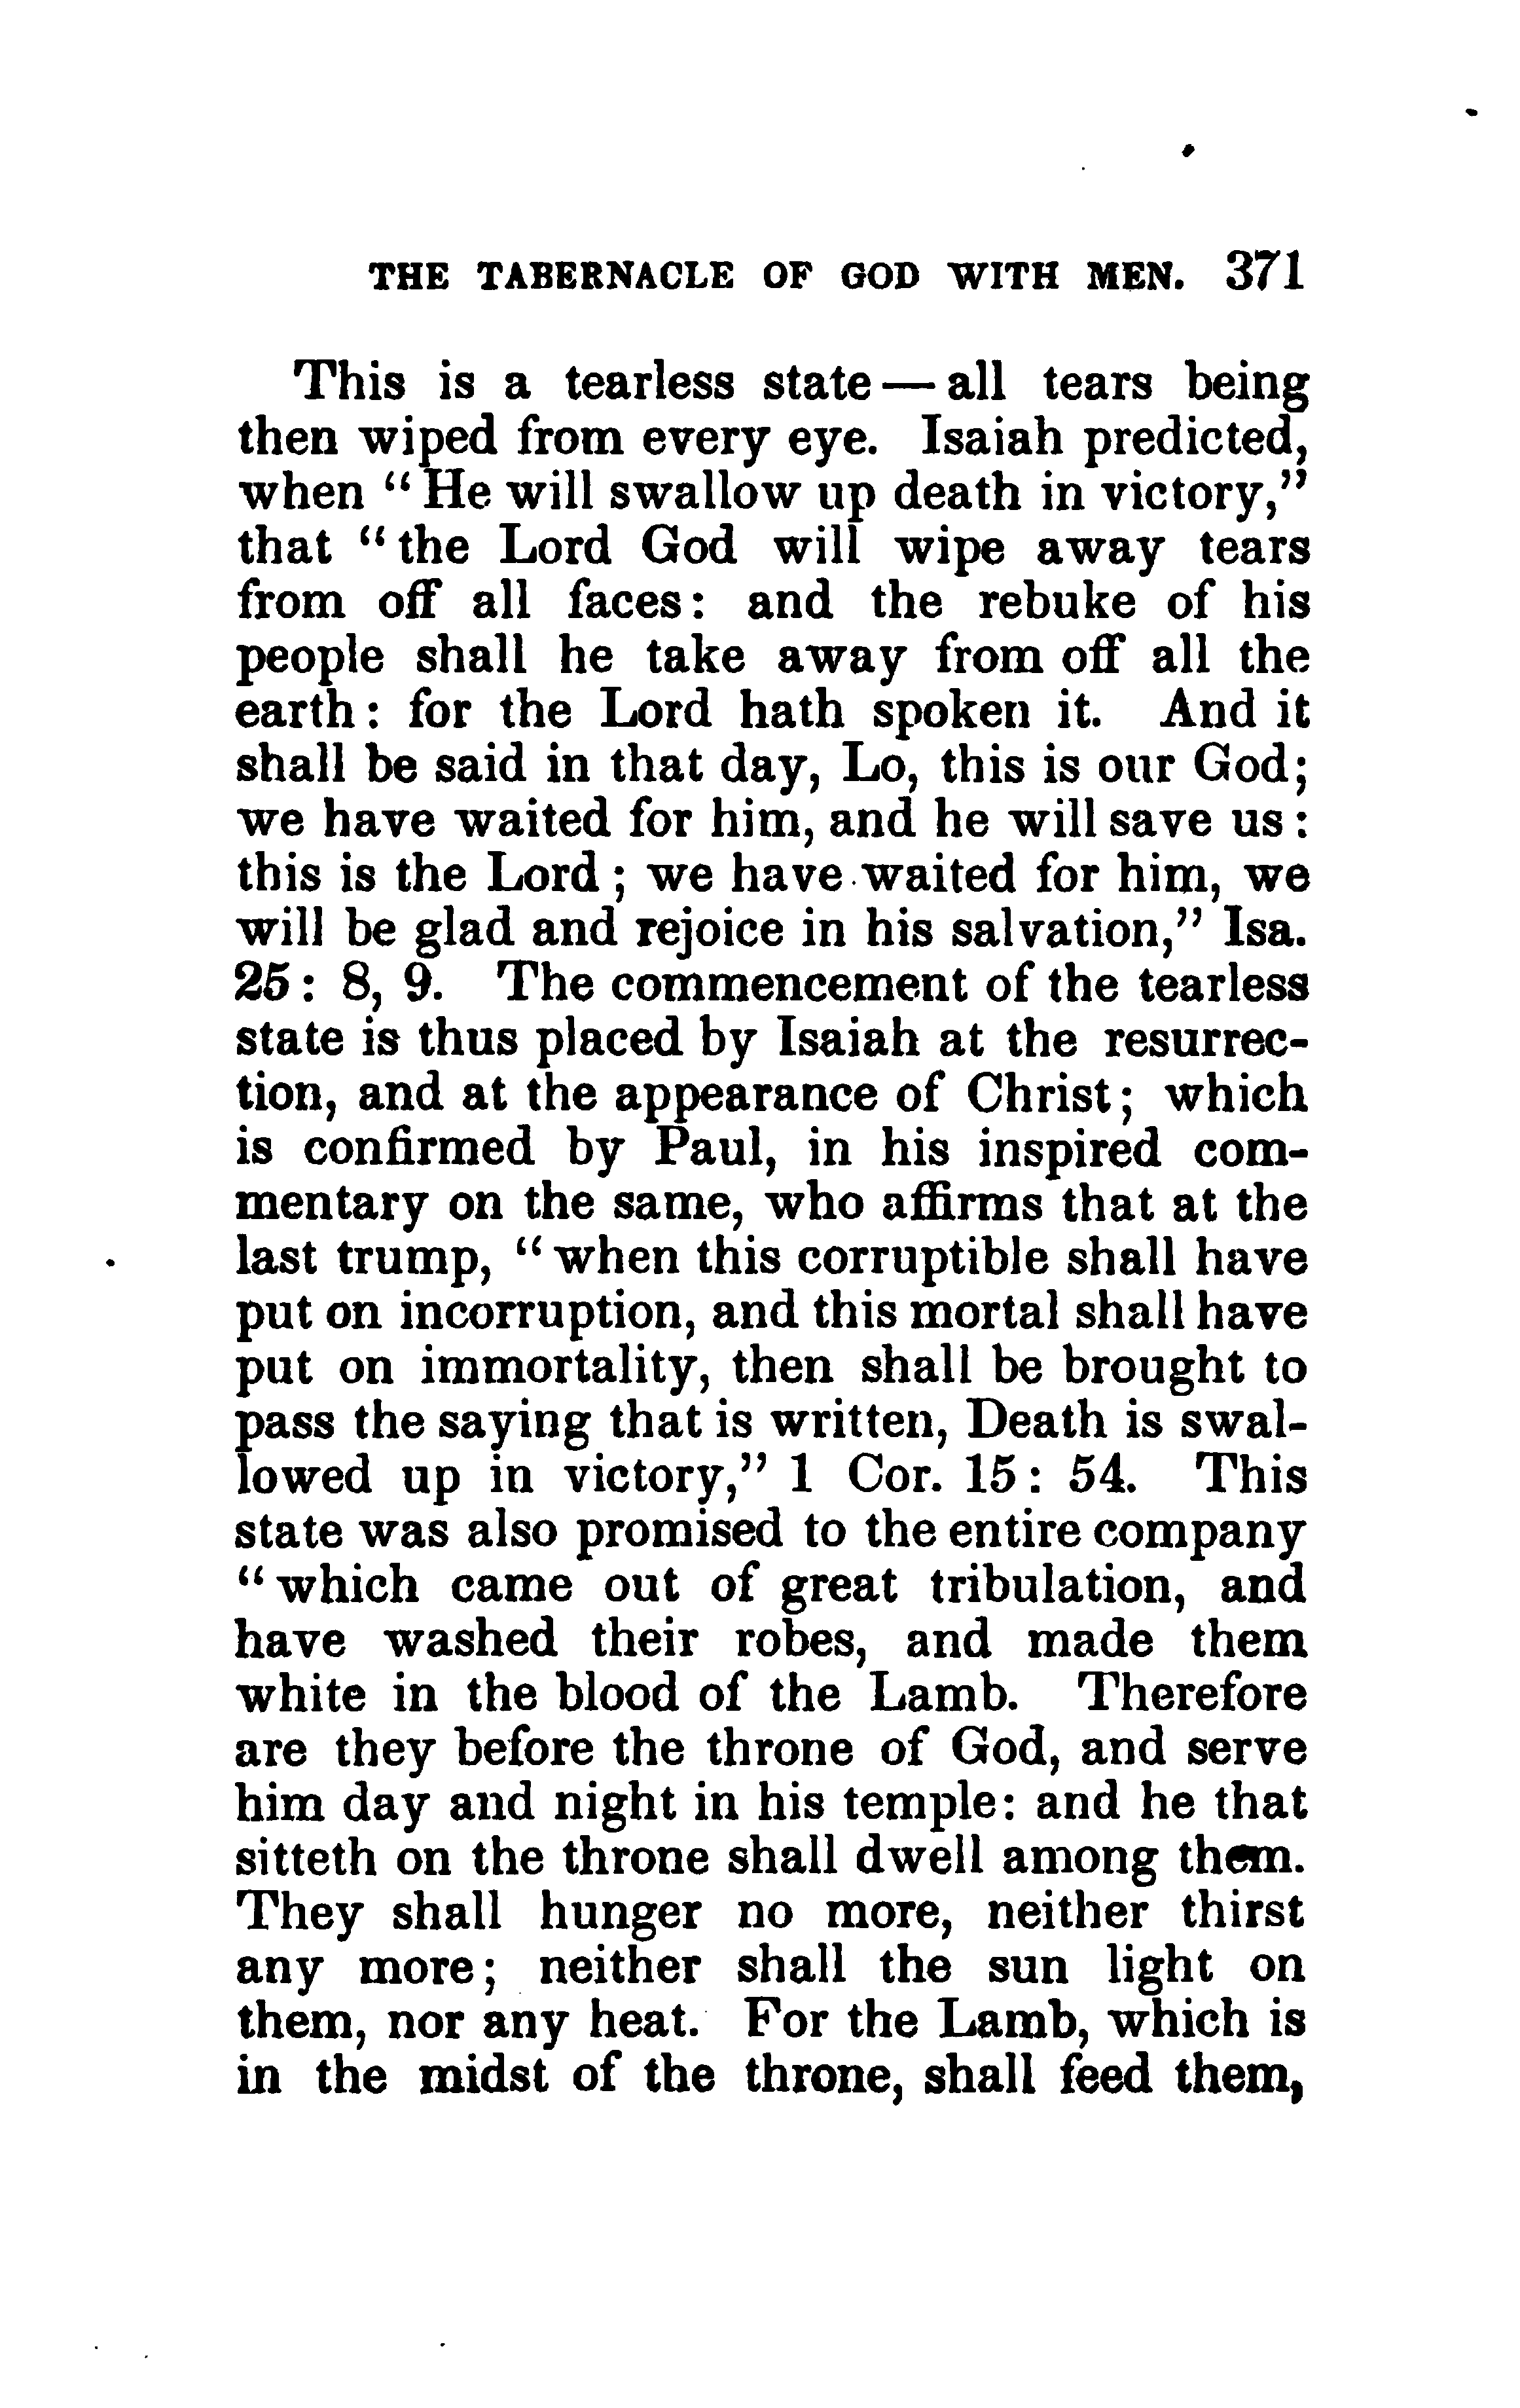 THE TABERNACLE OF GOD WITH MEN. 371
This is a tearless state — all tears being
then wiped from every eye. Isaiah predicted,
when "He will swallow up death in victory,"
that "the Lord God will wipe away tears
from off all faces: and the rebuke of his
people shall he take away from off all the
earth: for the Lord hath spoken it. And it
shall be said in that day, Lo, this is our God;
we have waited for him, and he will save us:
this is the Lord; we have waited for him, we
will be glad and rejoice in his salvation," Isa.
25: 8, 9. The commencement of the tearless
state is thus placed by Isaiah at the resurrec-
tion, and at the appearance of Christ; which
is confirmed by Paul, in his inspired com-
mentary on the same, who affirms that at the
last trump, "when this corruptible shall have
put on incorruption, and this mortal shall have
put on immortality, then shall be brought to
pass the saying that is written, Death is swal-
lowed up in victory," 1 Cor. 15: 54. This
state was also promised to the entire company
"which came out of great tribulation, and
have washed their robes, and made them
white in the blood of the Lamb. Therefore
are they before the throne of God, and serve
him day and night in his temple: and he that
sitteth on the throne shall dwell among them.
They shall hunger no more, neither thirst
any more; neither shall the sun light on
them, nor any heat. For the Lamb, which is
in the midst of the throne, shall feed them,